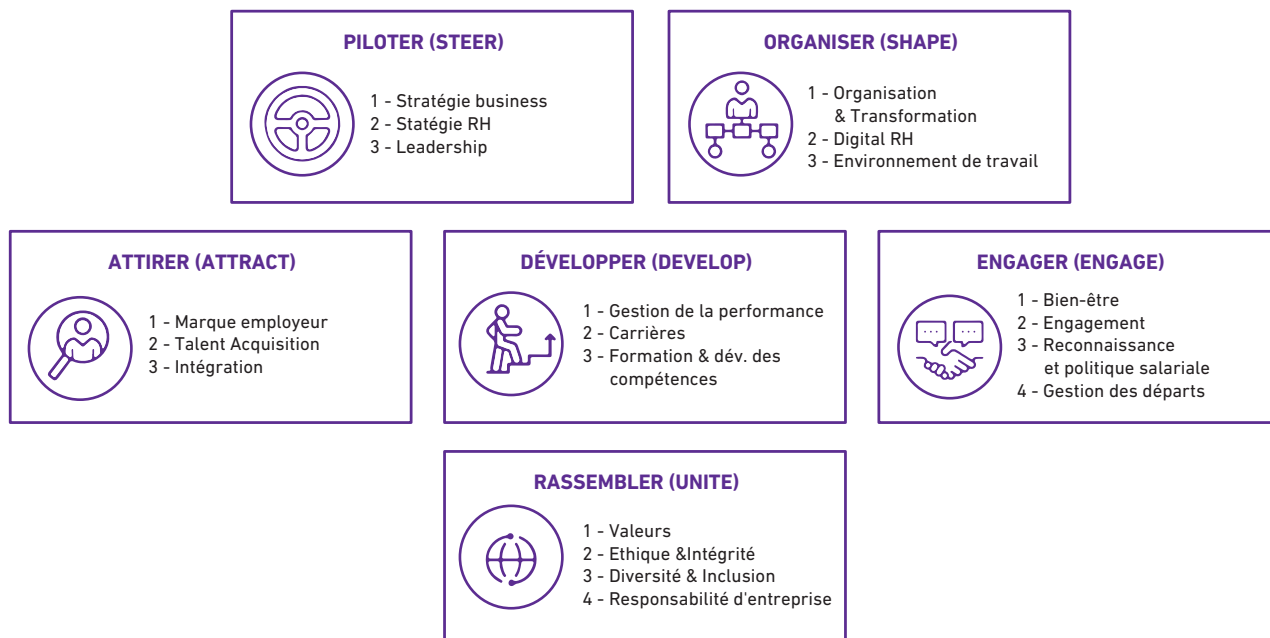 PILOTER (STEER)
1 - Stratégie business
2 - Statégie RH
3 - Leadership
ORGANISER (SHAPE)
1 - Organisation
& Transformation
2 - Digital RH
3 - Environnement de travail
ATTIRER (ATTRACT)
1 - Marque employeur
2 - Talent Acquisition
3 - Intégration
DÉVELOPPER (DEVELOP)
1 - Gestion de la performance
2 - Carrières
3 - Formation & dév. des
compétences
ENGAGER (ENGAGE)
1 - Bien-être
2 - Engagement
3 - Reconnaissance
et politique salariale
4 - Gestion des départs
RASSEMBLER (UNITE)
1 - Valeurs
2 - Ethique &Intégrité
3 - Diversité & Inclusion
4 - Responsabilité d'entreprise